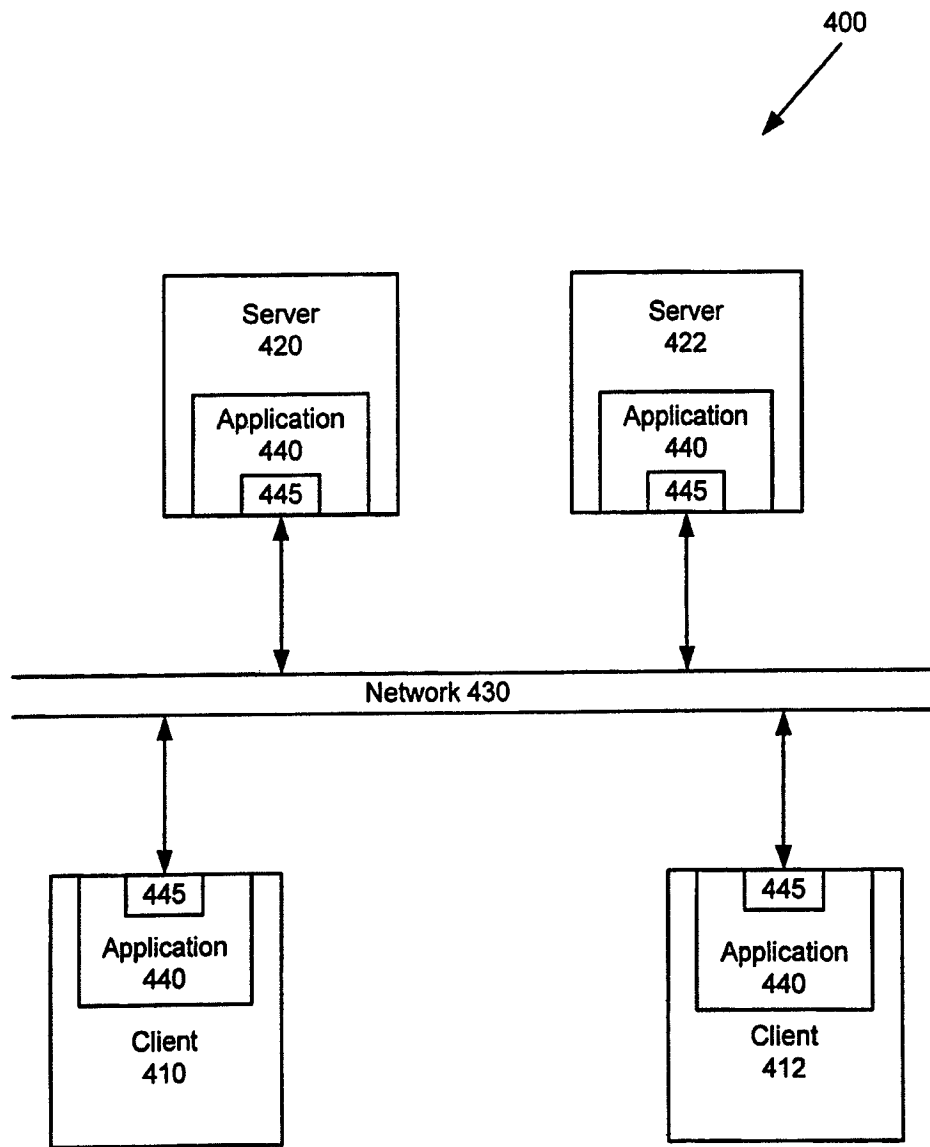 400
Server
420
Application
440
445
Server
422
Application
440
445
Network 430
445
Application
440
Client
410
445
Application
440
Client
412